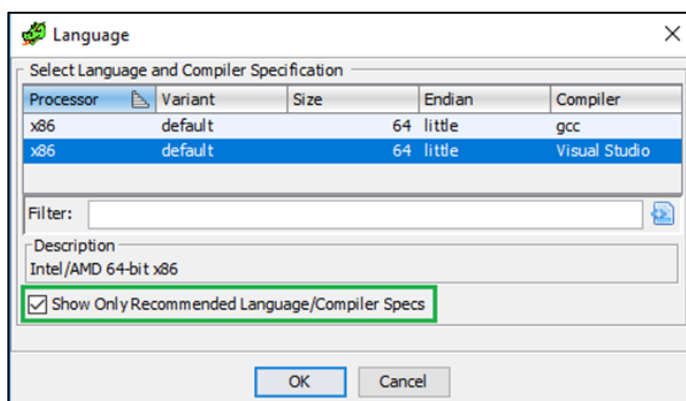 Language
Select Language and Compiler Specification
Processor Variant Size Endian Compiler
x86 default 64 little gcc
x86 default 64 little Visual Studio
Filter:
Description
Intel/AMD 64-bit x86
Show Only Recommended Language/Compiler Specs
OK Cancel